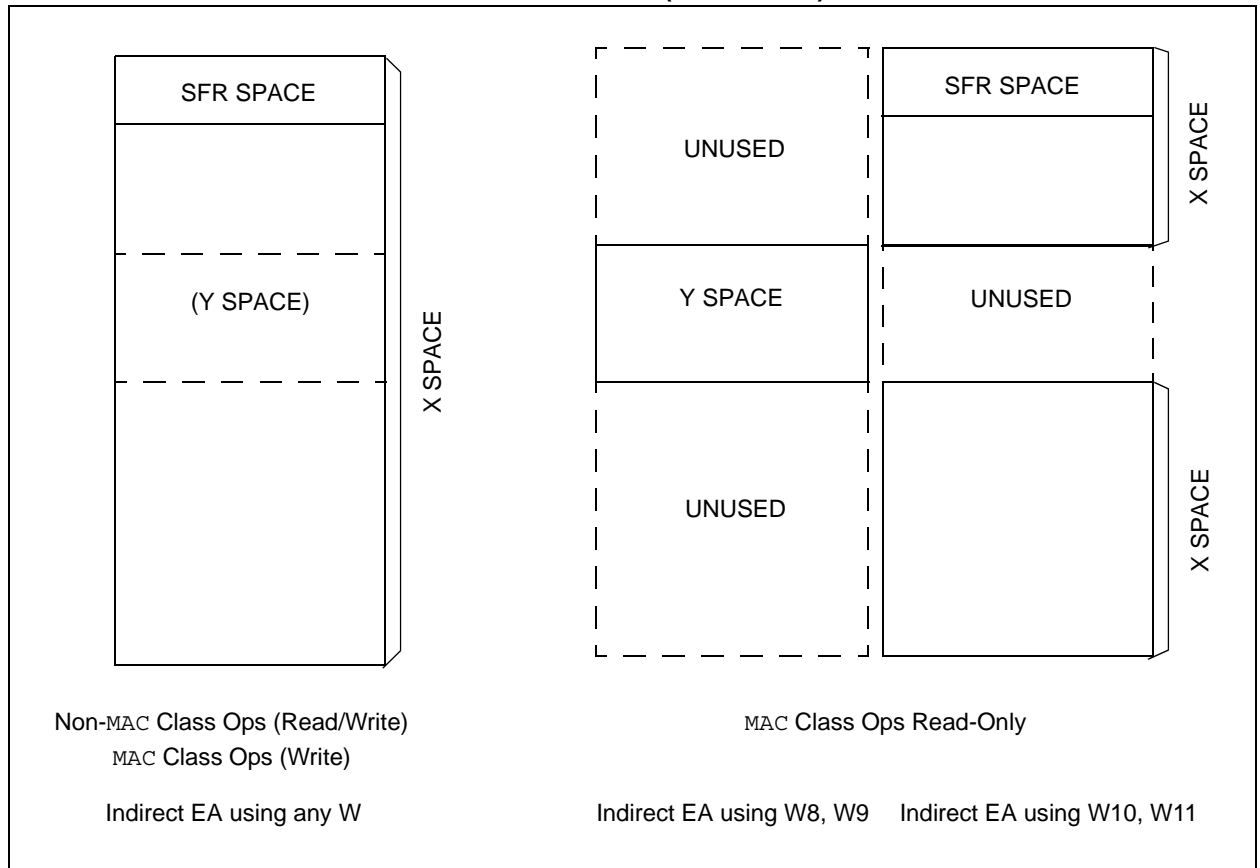 SFR SPACE
(Y SPACE)
X SPACE
UNUSED
Y SPACE
UNUSED
SFR SPACE
X SPACE
UNUSED
X SPACE
Non-MAC Class Ops (Read/Write)
MAC Class Ops (Write)
MAC Class Ops Read-Only
Indirect EA using any W
Indirect EA using W8, W9
Indirect EA using W10, W11